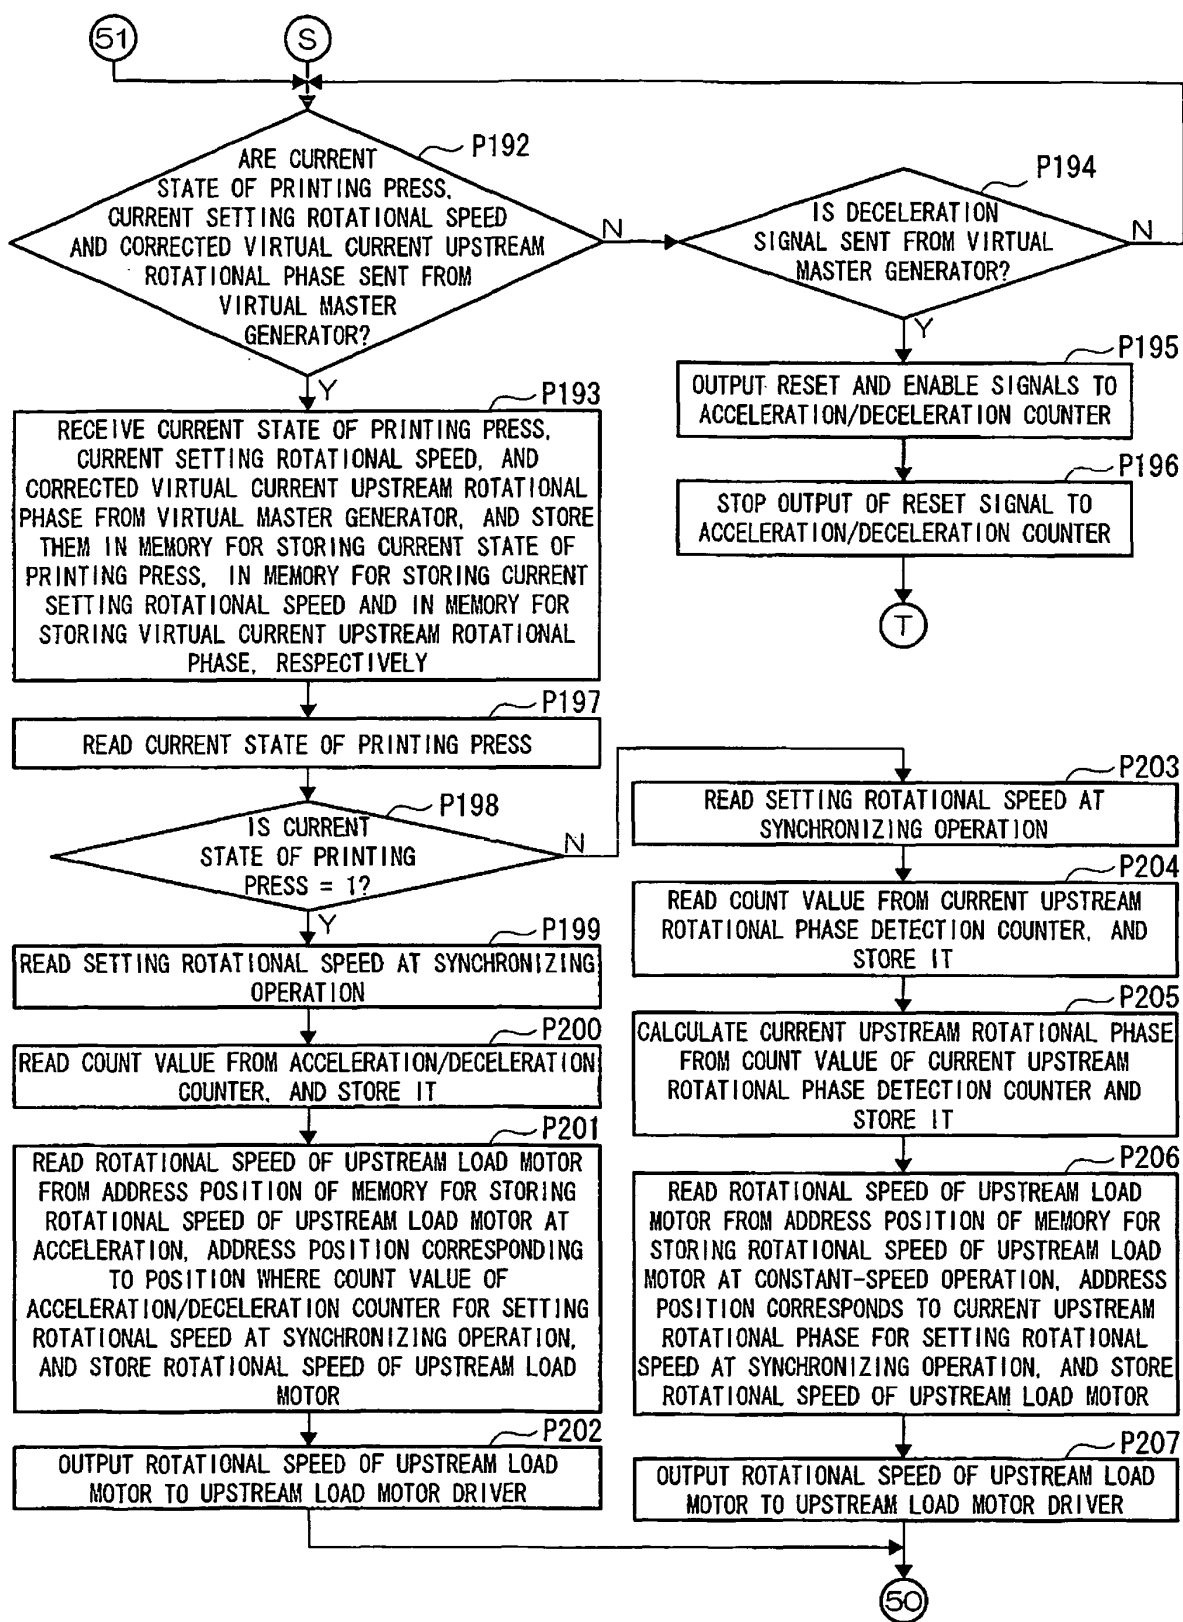 51
S
P192
ARE CURRENT
STATE OF PRINTING PRESS,
CURRENT SETTING ROTATIONAL SPEED
AND CORRECTED VIRTUAL CURRENT UPSTREAM
ROTATIONAL PHASE SENT FROM
VIRTUAL MASTER
GENERATOR?
N
Y
P194
IS DECELERATION
SIGNAL SENT FROM VIRTUAL
MASTER GENERATOR?
N
Y
P195
OUTPUT RESET AND ENABLE SIGNALS TO
ACCELERATION/DECELERATION COUNTER
P196
STOP OUTPUT OF RESET SIGNAL TO
ACCELERATION/DECELERATION COUNTER
T
P193
RECEIVE CURRENT STATE OF PRINTING PRESS,
CURRENT SETTING ROTATIONAL SPEED, AND
CORRECTED VIRTUAL CURRENT UPSTREAM ROTATIONAL
PHASE FROM VIRTUAL MASTER GENERATOR, AND STORE
THEM IN MEMORY FOR STORING CURRENT STATE OF
PRINTING PRESS, IN MEMORY FOR STORING CURRENT
SETTING ROTATIONAL SPEED AND IN MEMORY FOR
STORING VIRTUAL CURRENT UPSTREAM ROTATIONAL
PHASE, RESPECTIVELY
P197
READ CURRENT STATE OF PRINTING PRESS
P198
IS CURRENT
STATE OF PRINTING
PRESS = 1?
N
Y
P199
READ SETTING ROTATIONAL SPEED AT SYNCHRONIZING
OPERATION
P200
READ COUNT VALUE FROM ACCELERATION/DECELERATION
COUNTER, AND STORE IT
P201
READ ROTATIONAL SPEED OF UPSTREAM LOAD MOTOR
FROM ADDRESS POSITION OF MEMORY FOR STORING
ROTATIONAL SPEED OF UPSTREAM LOAD MOTOR AT
ACCELERATION, ADDRESS POSITION CORRESPONDING
TO POSITION WHERE COUNT VALUE OF
ACCELERATION/DECELERATION COUNTER FOR SETTING
ROTATIONAL SPEED AT SYNCHRONIZING OPERATION,
AND STORE ROTATIONAL SPEED OF UPSTREAM LOAD
MOTOR
P202
OUTPUT ROTATIONAL SPEED OF UPSTREAM LOAD
MOTOR TO UPSTREAM LOAD MOTOR DRIVER
P203
READ SETTING ROTATIONAL SPEED AT
SYNCHRONIZING OPERATION
P204
READ COUNT VALUE FROM CURRENT UPSTREAM
ROTATIONAL PHASE DETECTION COUNTER, AND
STORE IT
P205
CALCULATE CURRENT UPSTREAM ROTATIONAL PHASE
FROM COUNT VALUE OF CURRENT UPSTREAM
ROTATIONAL PHASE DETECTION COUNTER AND
STORE IT
P206
READ ROTATIONAL SPEED OF UPSTREAM LOAD
MOTOR FROM ADDRESS POSITION OF MEMORY FOR
STORING ROTATIONAL SPEED OF UPSTREAM LOAD
MOTOR AT CONSTANT-SPEED OPERATION, ADDRESS
POSITION CORRESPONDS TO CURRENT UPSTREAM
ROTATIONAL PHASE FOR SETTING ROTATIONAL
SPEED AT SYNCHRONIZING OPERATION, AND STORE
ROTATIONAL SPEED OF UPSTREAM LOAD MOTOR
P207
OUTPUT ROTATIONAL SPEED OF UPSTREAM LOAD
MOTOR TO UPSTREAM LOAD MOTOR DRIVER
50